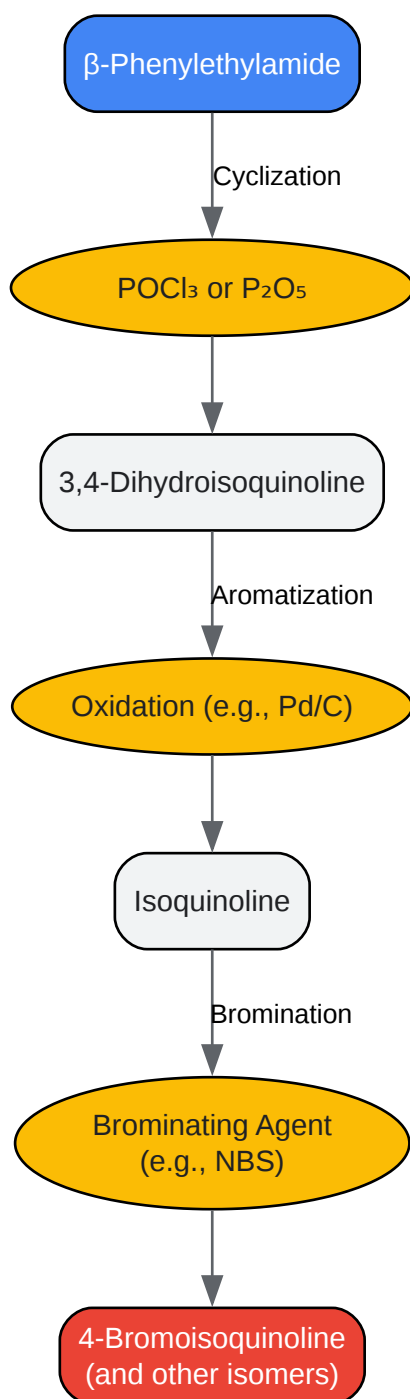 β-Phenylethylamide
Cyclization
POCl₃ or P₂O₅
3,4-Dihydroisoquinoline
Aromatization
Oxidation (e.g., Pd/C)
Isoquinoline
Bromination
Brominating Agent
(e.g., NBS)
4-Bromoisoquinoline
(and other isomers)